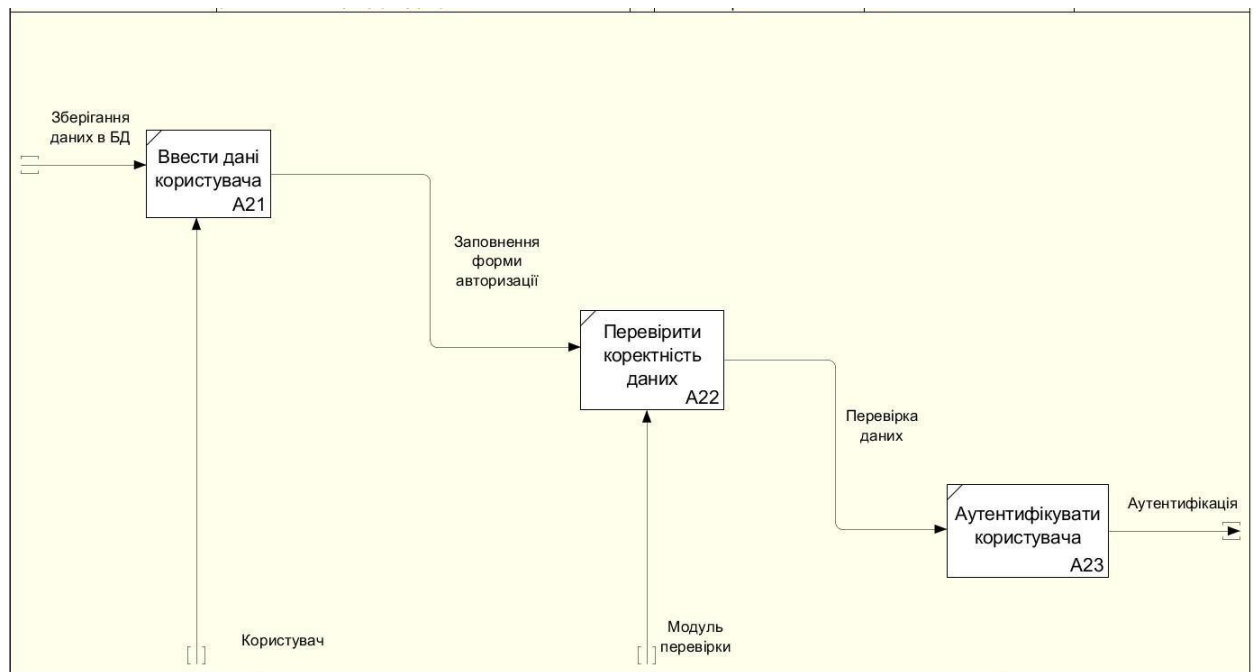 Зберігання
даних в БД
Ввести дані
користувача
A21
Заповнення
форми
авторизації
Перевірити
коректність
даних
A22
Перевірка
даних
Аутентифікувати
користувача
A23
Аутентифікація
Користувач
Модуль
перевірки